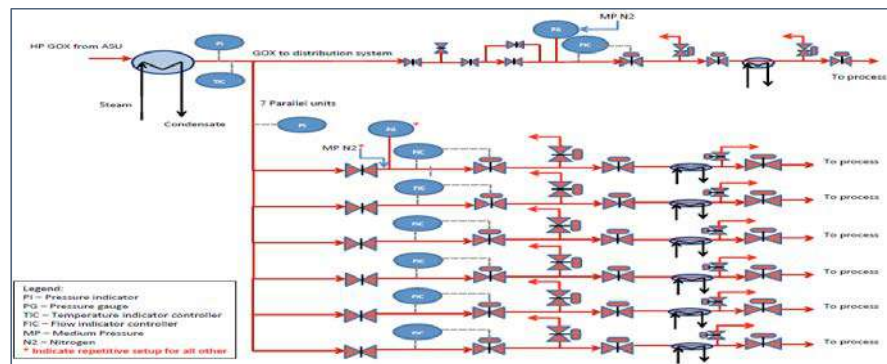 MP N2
HP GOX from ASU
PI
PG
GOX to distribution system
FIC
TIC
Steam
To process
7 Parallel units
Condensate
PI
PG *
MP N2 *
FIC
To process
FIC
To process
FIC
To process
FIC
To process
FIC
To process
FIC
To process
Legend:
PI – Pressure indicator
PG – Pressure gauge
TIC – Temperature indicator controller
FIC – Flow indicator controller
MP – Medium Pressure
N2 – Nitrogen
* Indicate repetitive setup for all other